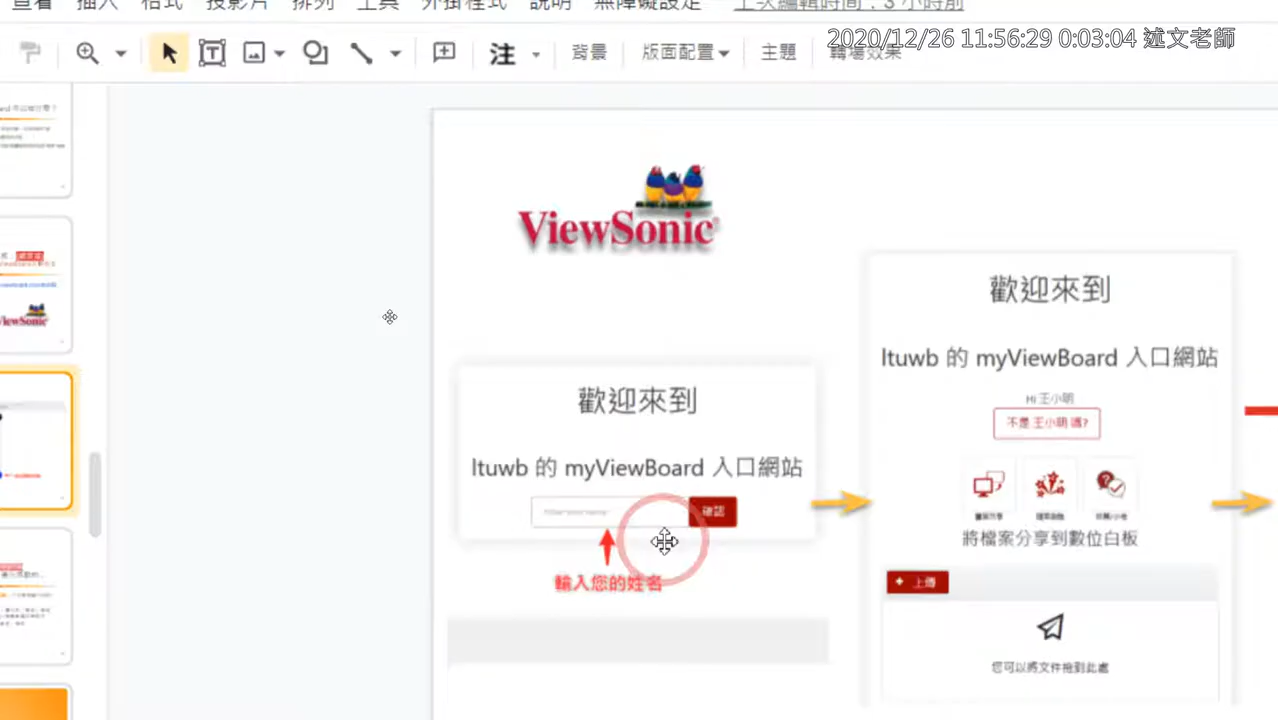 查看 插入 格式 投影片 排列 工具 外掛程式 說明 無障礙設定 上次編輯時間：3 小時前
2020/12/26 11:56:29 0:03:04 述文老師
注 背景 版面配置 主題 轉場效果
ViewSonic
ViewSonic
歡迎來到
ltuwb 的 myViewBoard 入口網站
Enter your name
確認
輸入您的姓名
歡迎來到
ltuwb 的 myViewBoard 入口網站
Hi 王小明
不是 王小明 嗎?
將檔案分享到數位白板
+ 上傳
您可以將文件拖到此處